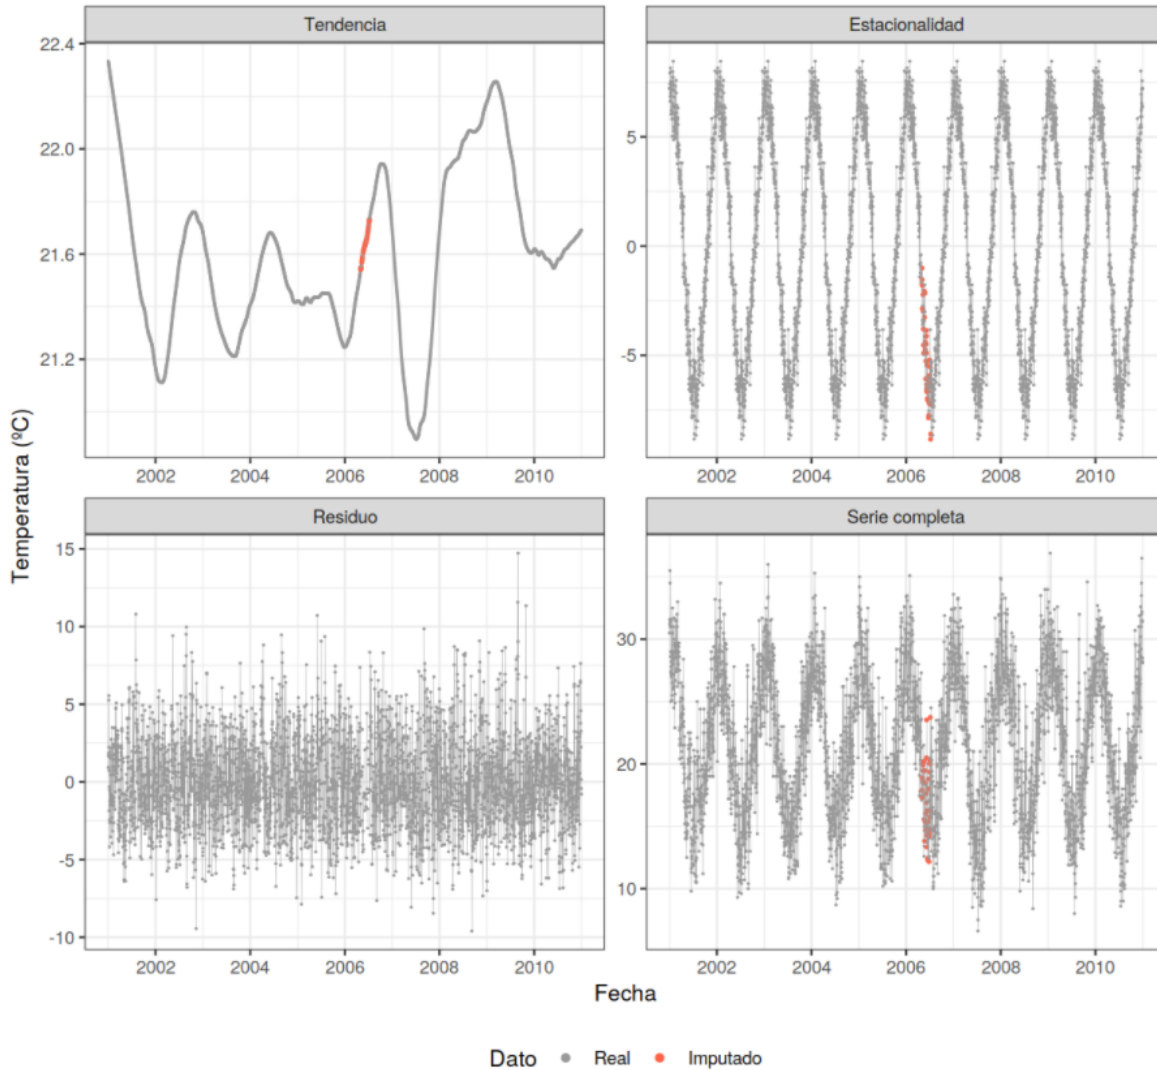 Tendencia
Estacionalidad
22.4
22.0
21.6
21.2
5
0
-5
2002 2004 2006 2008 2010
2002 2004 2006 2008 2010
Residuo
Serie completa
15
10
5
0
-5
-10
30
20
10
2002 2004 2006 2008 2010
2002 2004 2006 2008 2010
Temperatura (ºC)
Fecha
Dato Real Imputado